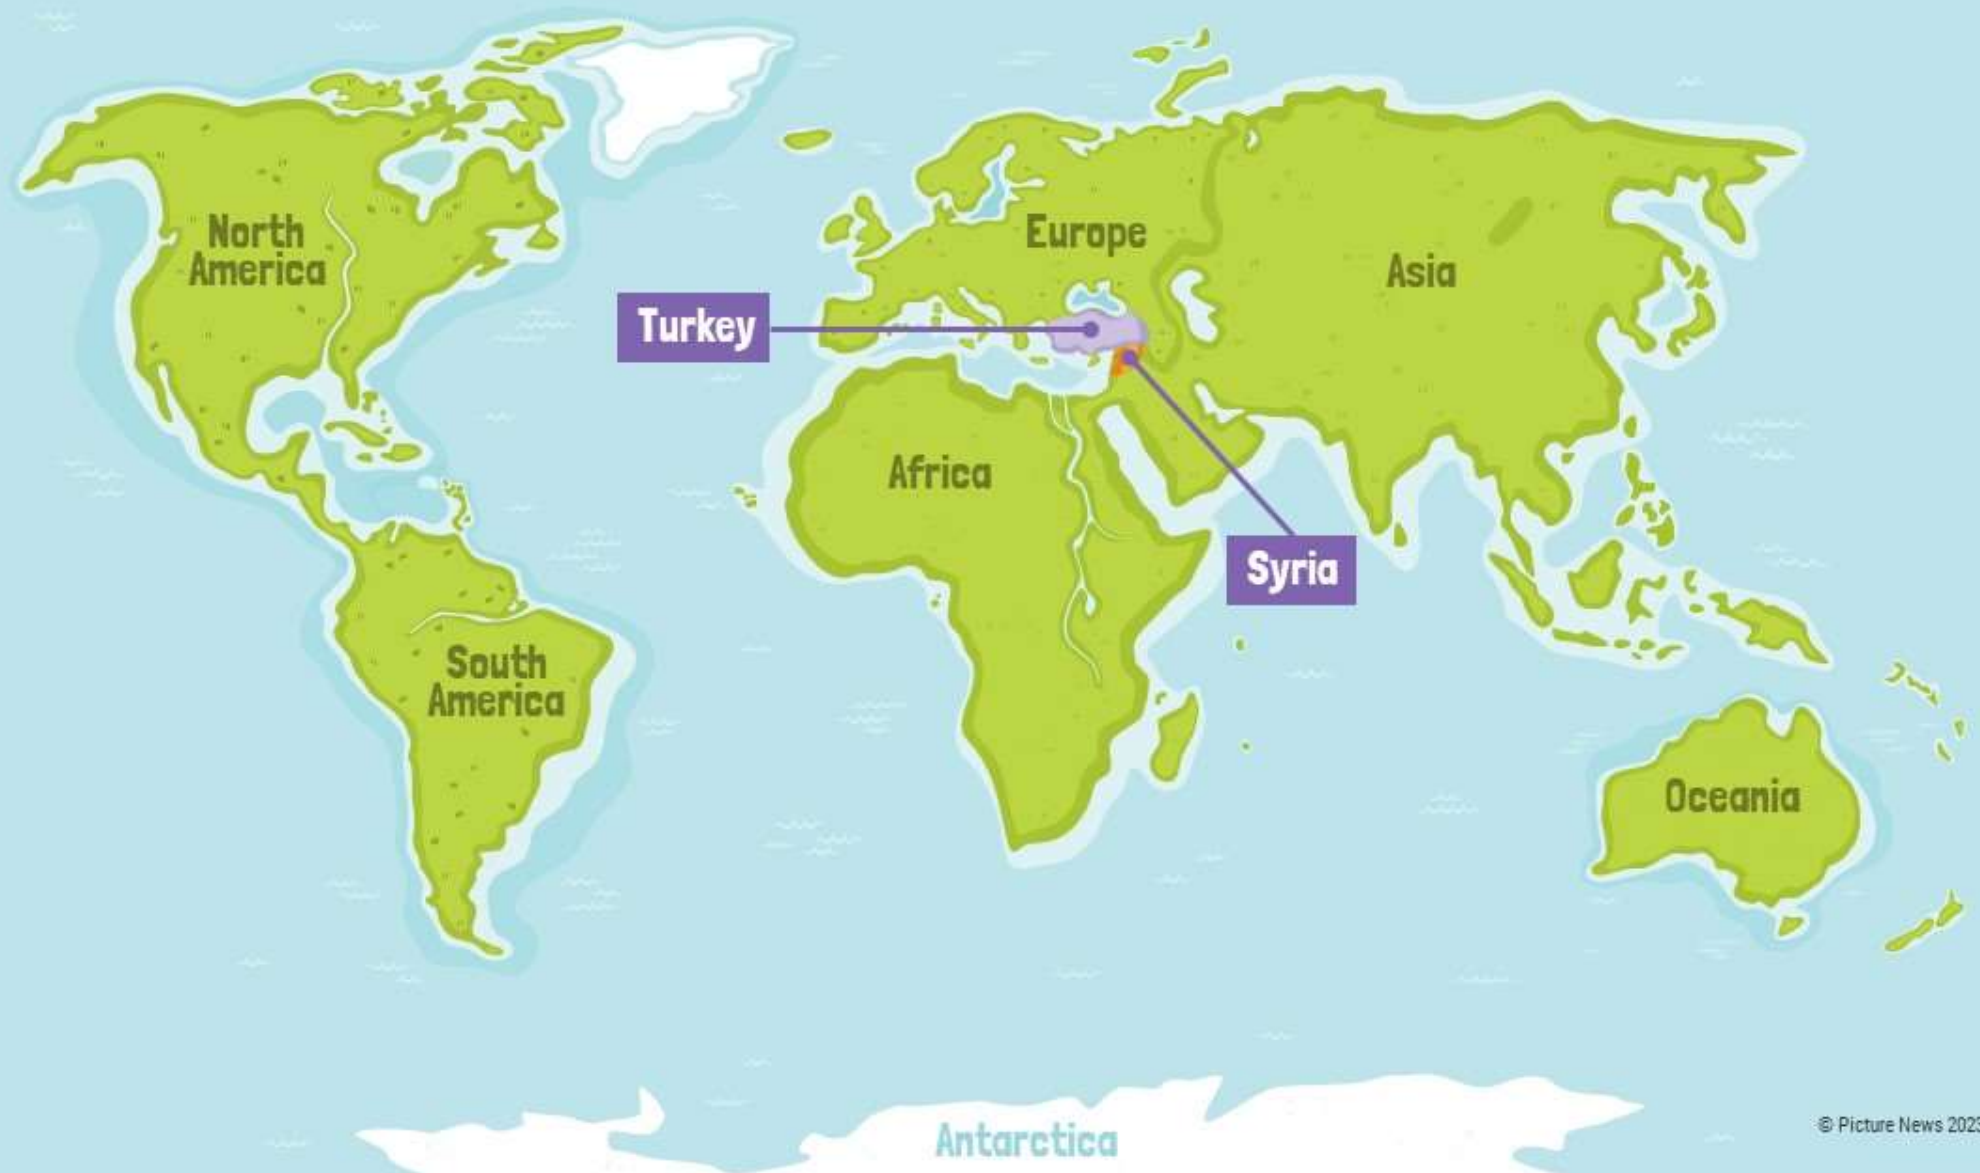 North
America
Europe
Asia
Turkey
Africa
Syria
South
America
Oceania
Antarctica
© Picture News 2023